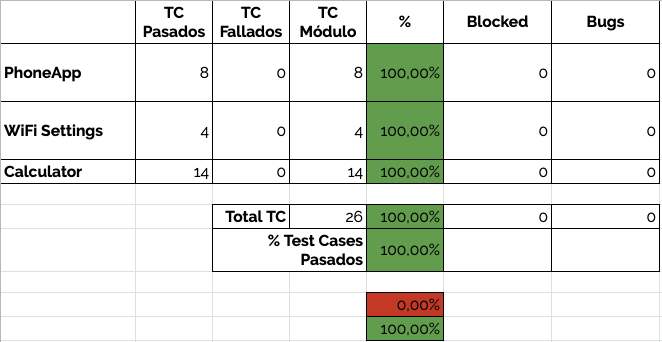 TC Pasados TC Fallados TC Módulo % Blocked Bugs
PhoneApp 8 0 8 100,00% 0 0
WiFi Settings 4 0 4 100,00% 0 0
Calculator 14 0 14 100,00% 0 0
Total TC 26 100,00% 0 0
% Test Cases Pasados 100,00%
0,00%
100,00%